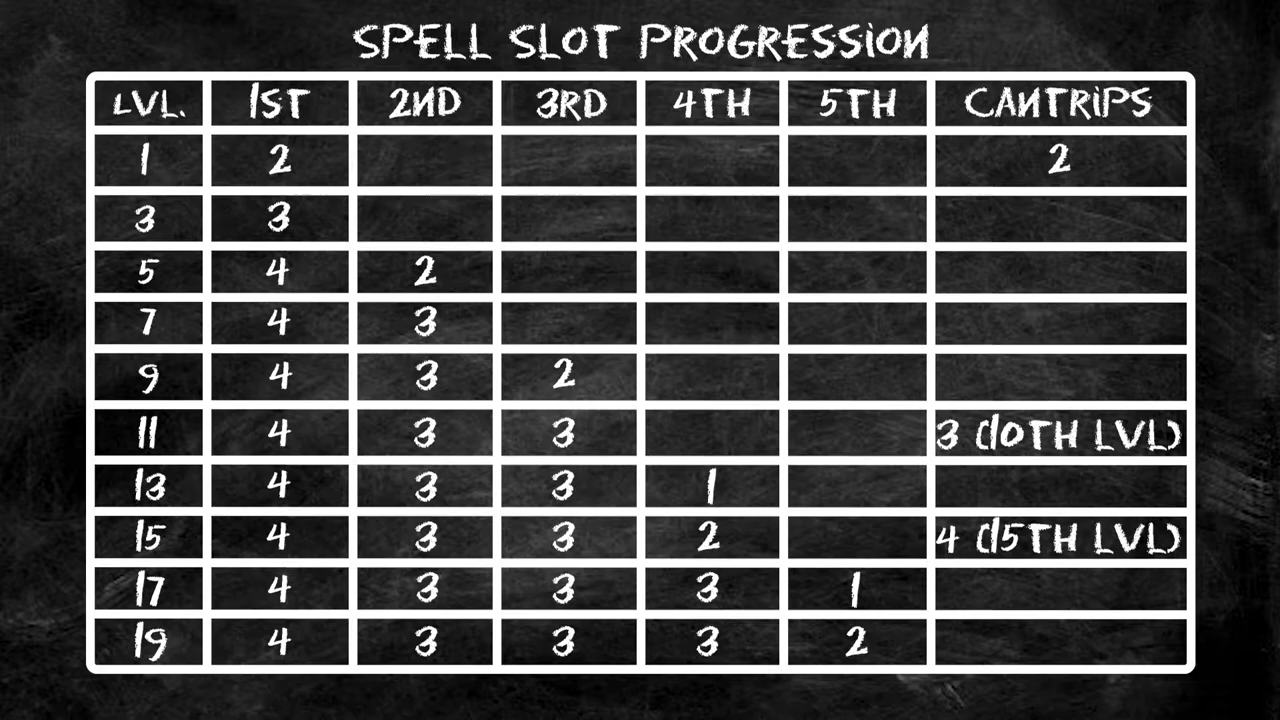 SPELL SLOT PROGRESSION
LVL. 1ST 2ND 3RD 4TH 5TH CANTRIPS
1 2 2
3 3
5 4 2
7 4 3
9 4 3 2
11 4 3 3 3 (10TH LVL)
13 4 3 3 1
15 4 3 3 2 4 (15TH LVL)
17 4 3 3 3 1
19 4 3 3 3 2